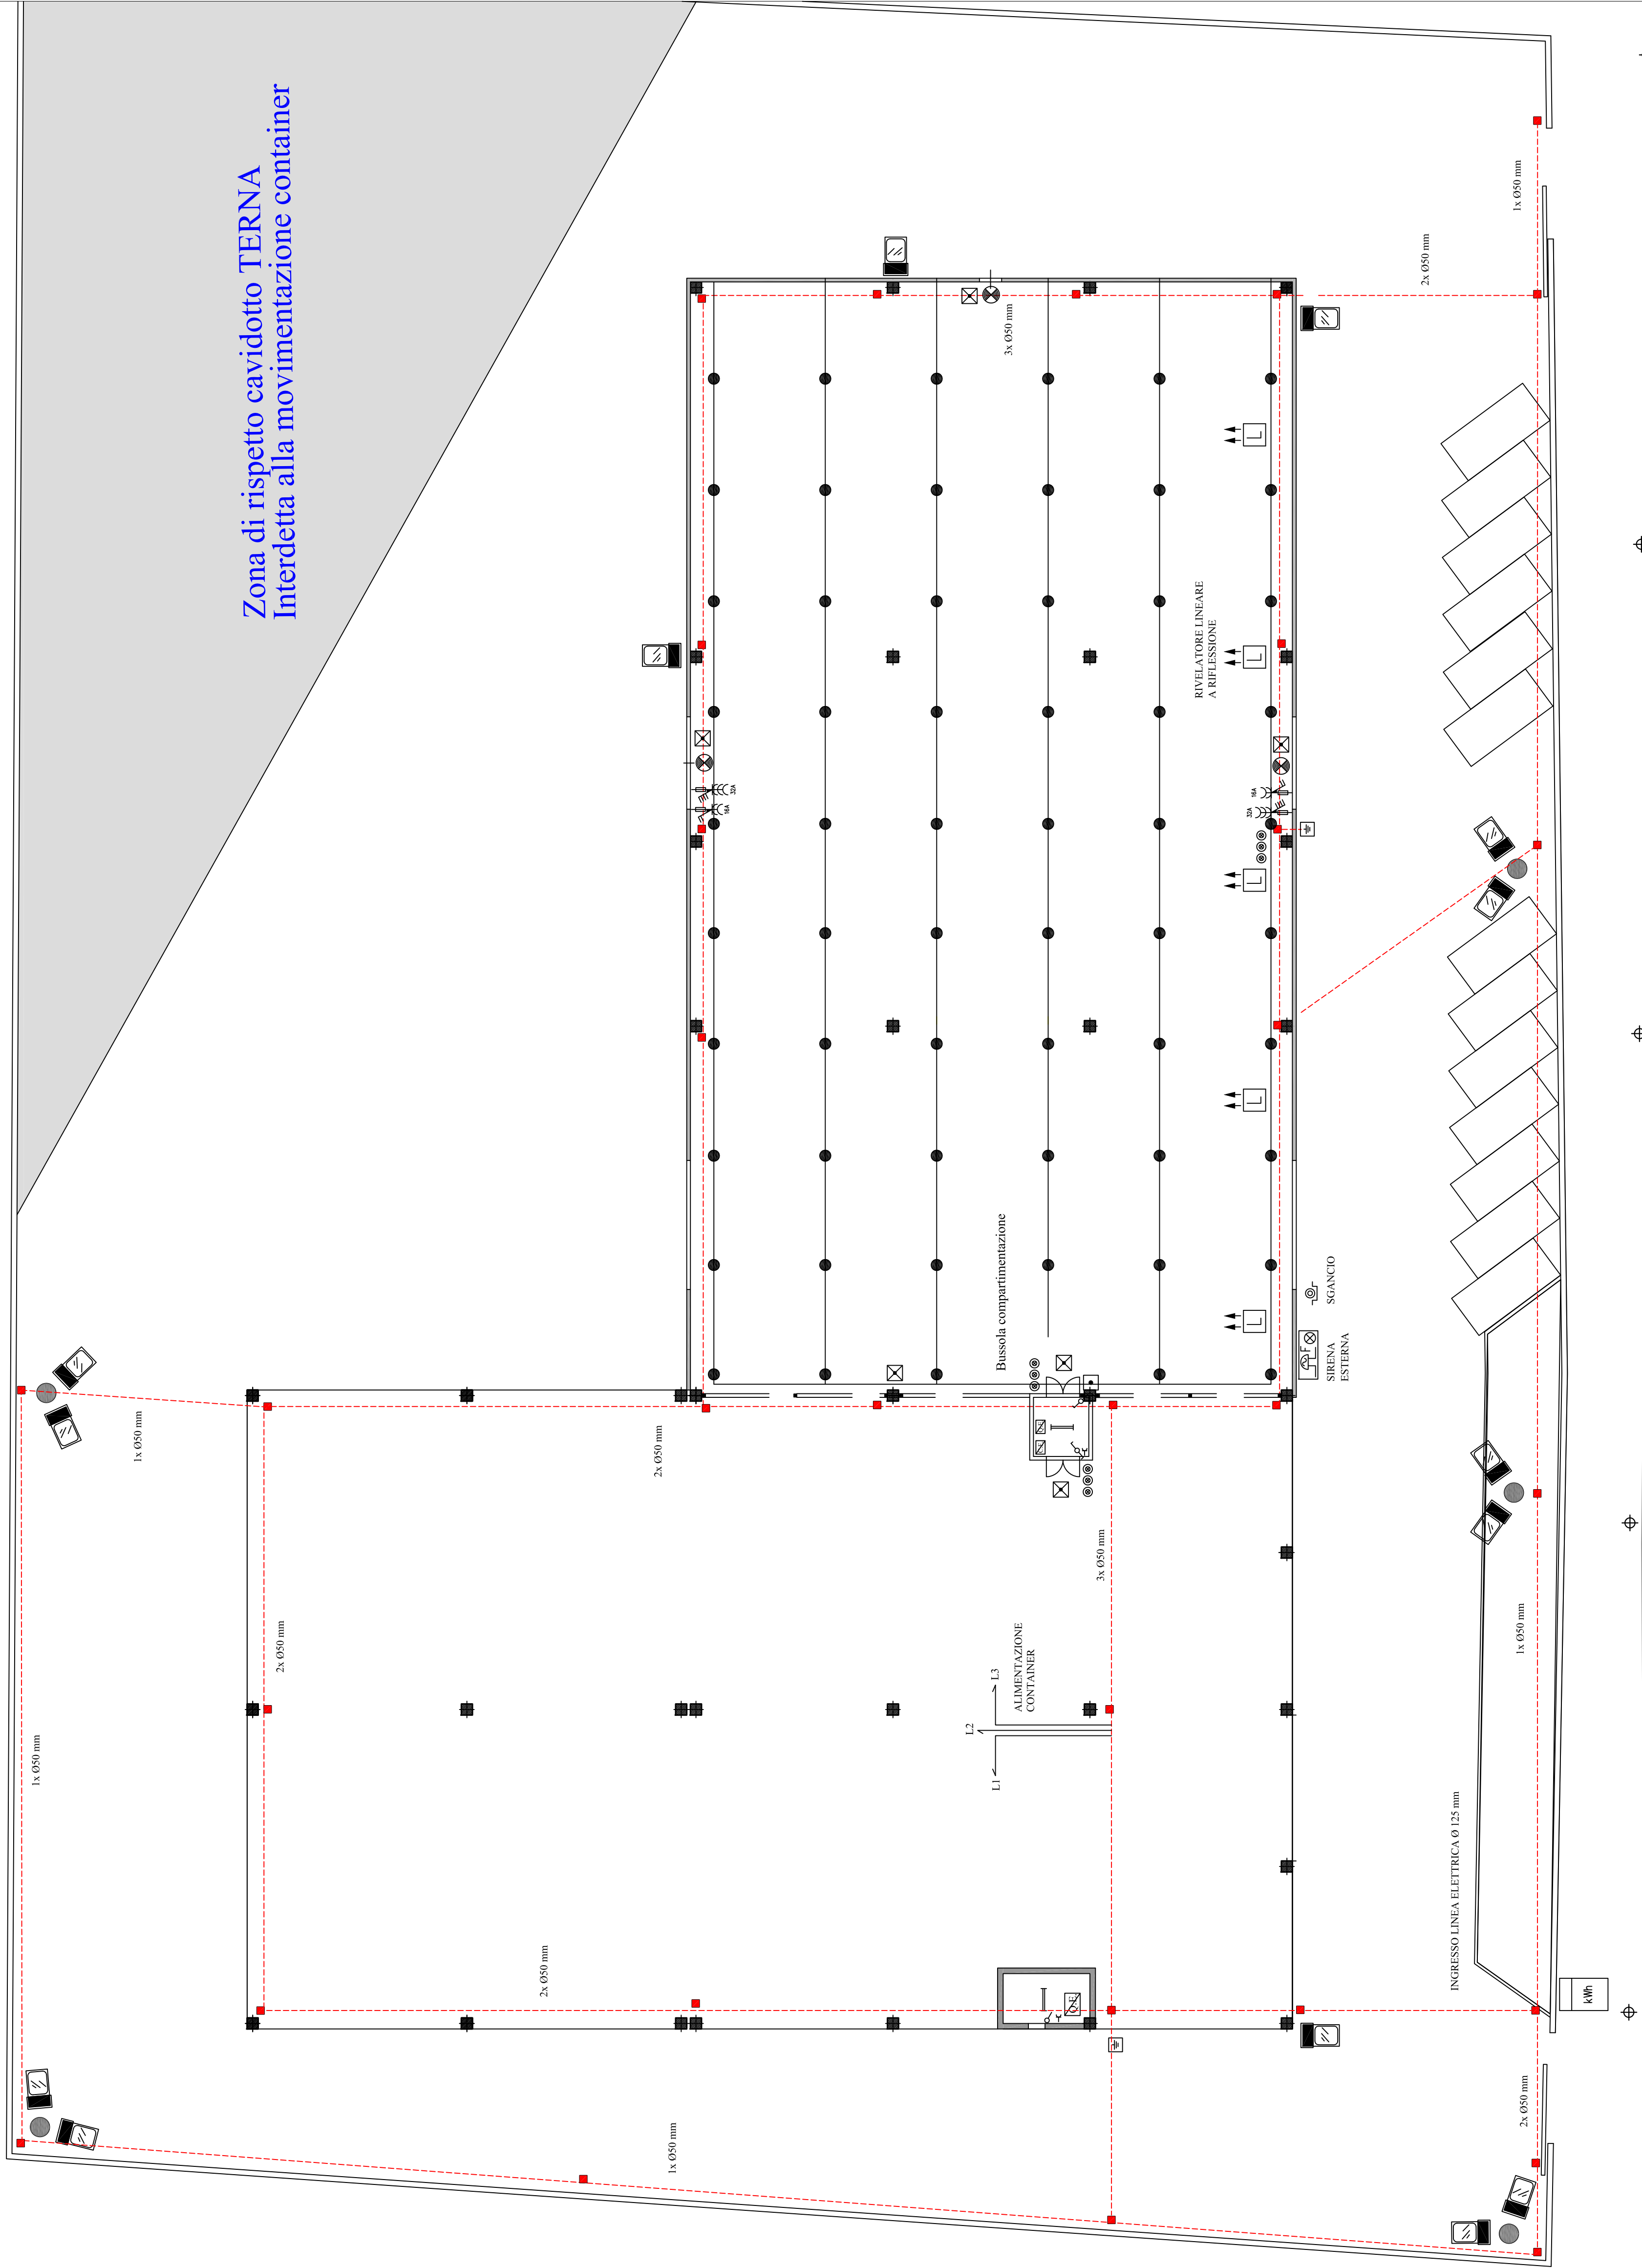 Zona di rispetto cavidotto TERNA
Interdetta alla movimentazione container
1x Ø50 mm
2x Ø50 mm
3x Ø50 mm
RIVELATORE LINEARE
A RIFLESSIONE
L
L
L
L
L
32A
16A
16A
32A
Bussola compartimentazione
SGANCIO
F
SIRENA
ESTERNA
1x Ø50 mm
2x Ø50 mm
2x Ø50 mm
3x Ø50 mm
1x Ø50 mm
1x Ø50 mm
ALIMENTAZIONE
CONTAINER
L1
L2
L3
2x Ø50 mm
INGRESSO LINEA ELETTRICA Ø 125 mm
kWh
1x Ø50 mm
2x Ø50 mm